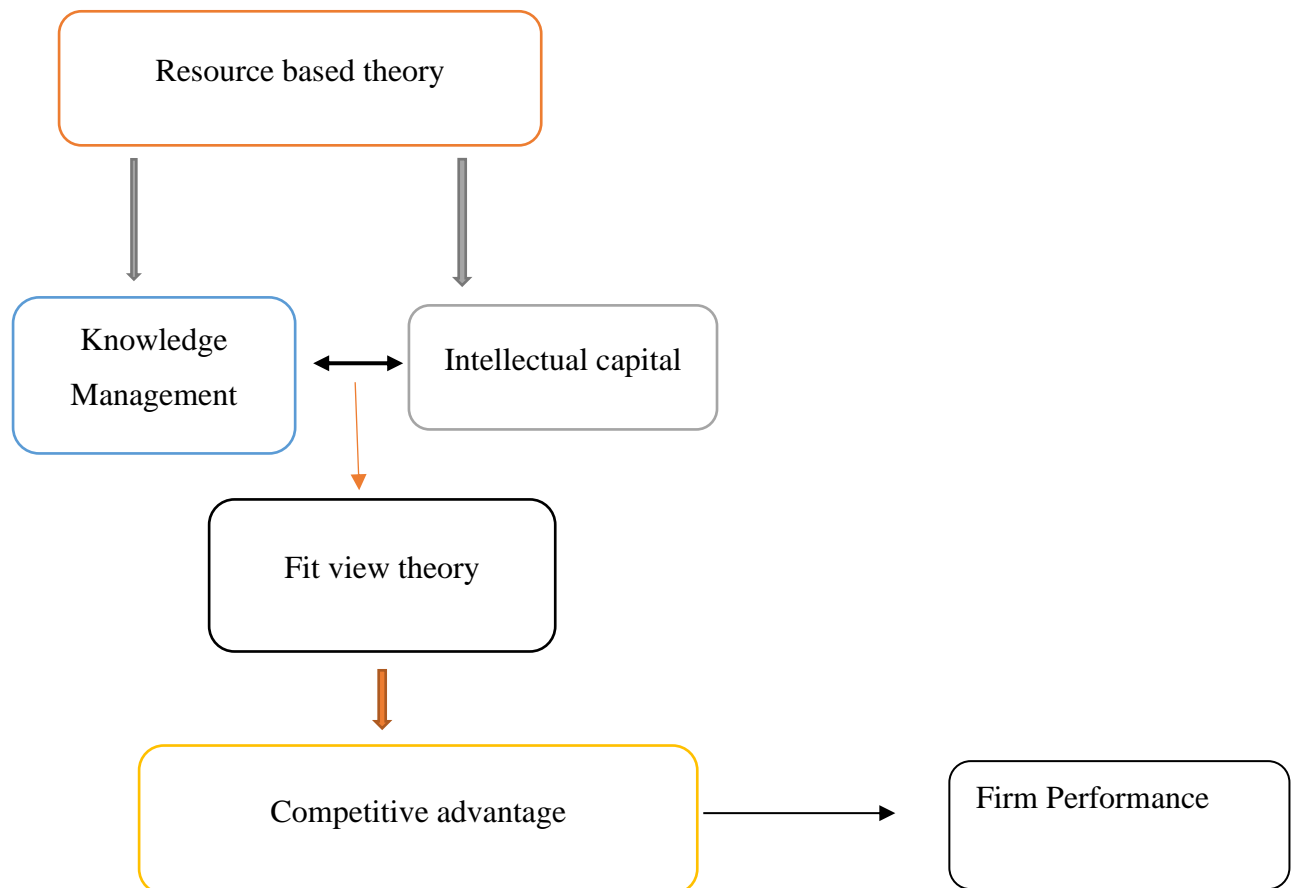 Resource based theory
Knowledge
Management
Intellectual capital
Fit view theory
Competitive advantage
Firm Performance